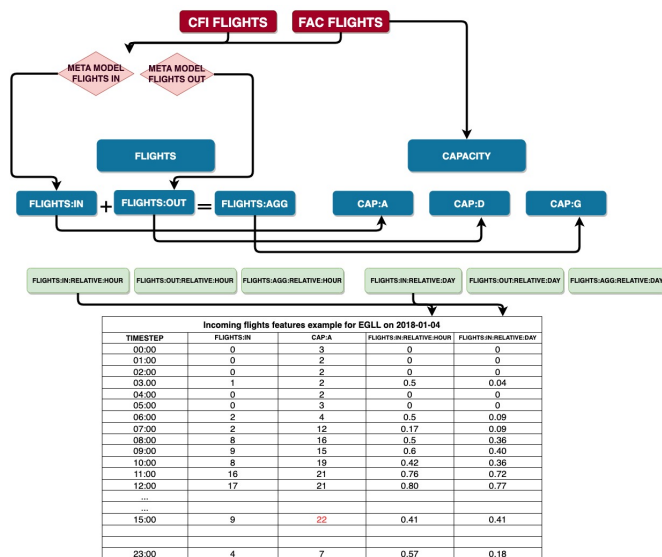 CFI FLIGHTS
FAC FLIGHTS
META MODEL
FLIGHTS IN
META MODEL
FLIGHTS OUT
FLIGHTS
CAPACITY
FLIGHTS:IN + FLIGHTS:OUT = FLIGHTS:AGG
CAP:A
CAP:D
CAP:G
FLIGHTS:IN:RELATIVE:HOUR
FLIGHTS:OUT:RELATIVE:HOUR
FLIGHTS:AGG:RELATIVE:HOUR
FLIGHTS:IN:RELATIVE:DAY
FLIGHTS:OUT:RELATIVE:DAY
FLIGHTS:AGG:RELATIVE:DAY
Incoming flights features example for EGLL on 2018-01-04
TIMESTEP FLIGHTS:IN CAP:A FLIGHTS:IN:RELATIVE:HOUR FLIGHTS:IN:RELATIVE:DAY
00:00 0 3 0 0
01:00 0 2 0 0
02:00 0 2 0 0
03.00 1 2 0.5 0.04
04:00 0 2 0 0
05:00 0 3 0 0
06:00 2 4 0.5 0.09
07:00 2 12 0.17 0.09
08:00 8 16 0.5 0.36
09:00 9 15 0.6 0.40
10:00 8 19 0.42 0.36
11:00 16 21 0.76 0.72
12:00 17 21 0.80 0.77
...
...
15:00 9 22 0.41 0.41
23:00 4 7 0.57 0.18